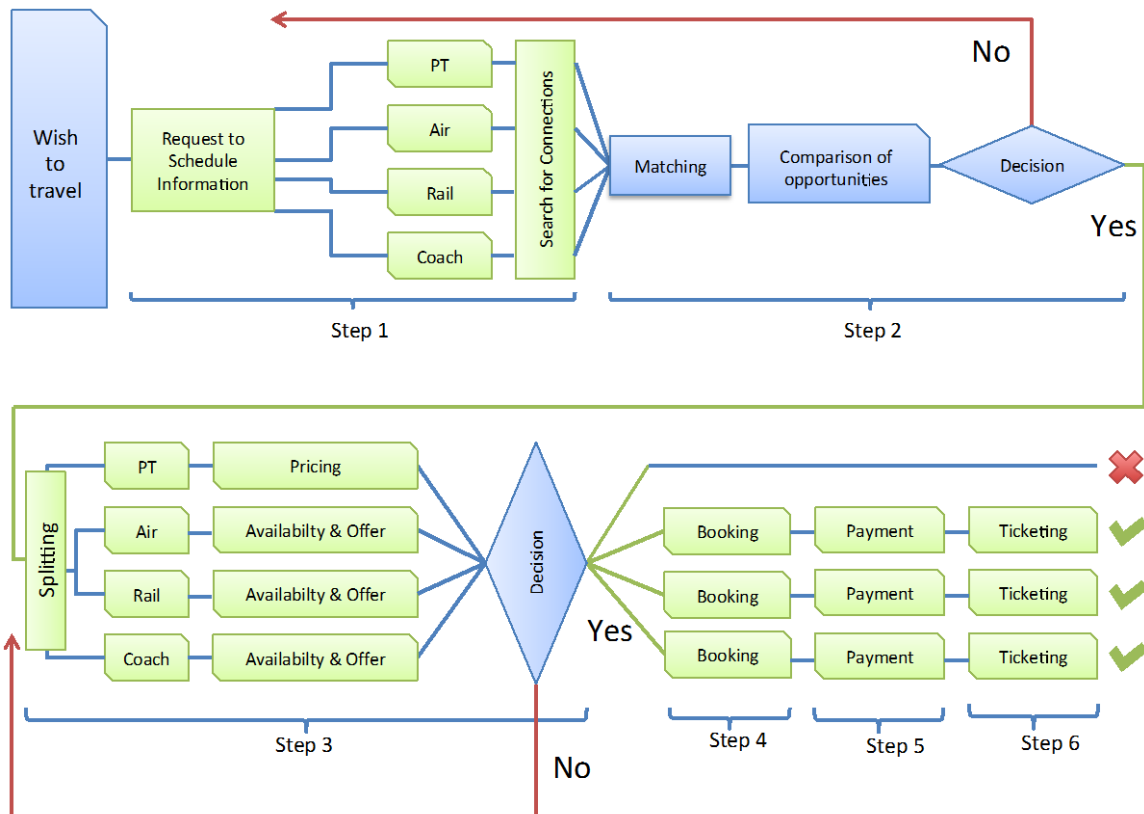 Wish
to
travel
Request to
Schedule
Information
PT
Air
Rail
Coach
Search for Connections
Matching
Comparison of
opportunities
Decision
No
Yes
Step 1
Step 2
Splitting
PT
Pricing
Air
Availabilty & Offer
Rail
Availabilty & Offer
Coach
Availabilty & Offer
Decision
Yes
No
Booking
Payment
Ticketing
Booking
Payment
Ticketing
Booking
Payment
Ticketing
Step 3
Step 4
Step 5
Step 6